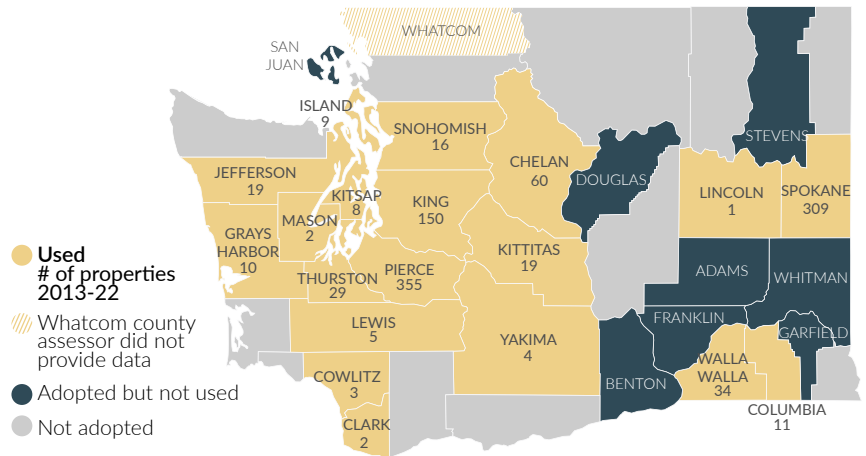 WHATCOM
SAN
JUAN
ISLAND
9
SNOHOMISH
16
STEVENS
CHELAN
60
DOUGLAS
JEFFERSON
19
KITSAP
8
KING
150
LINCOLN
1
SPOKANE
309
MASON
2
GRAYS
HARBOR
10
KITTITAS
19
THURSTON
29
PIERCE
355
ADAMS
WHITMAN
LEWIS
5
YAKIMA
4
FRANKLIN
GARFIELD
WALLA
WALLA
34
BENTON
COWLITZ
3
COLUMBIA
11
CLARK
2
Used
# of properties
2013-22
Whatcom county
assessor did not
provide data
Adopted but not used
Not adopted